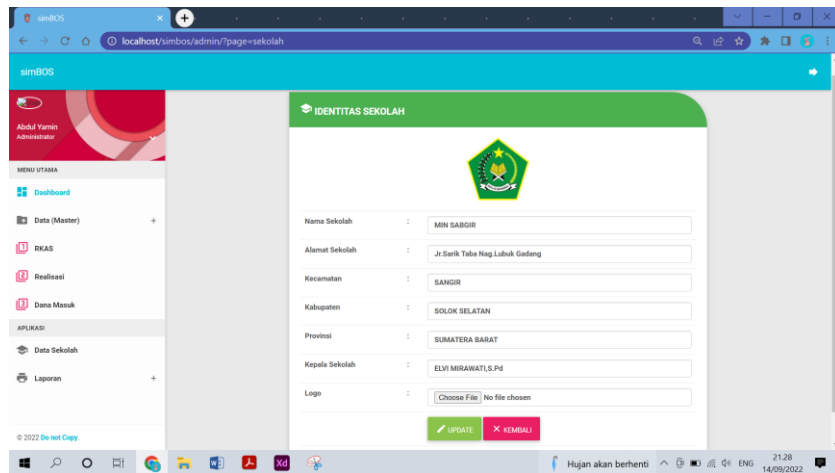 simBOS
localhost/simbos/admin/?page=sekolah
simBOS
Abdul Yamin
Administrator
MENU UTAMA
Dashboard
Data (Master) +
1 RKAS
2 Realisasi
3 Dana Masuk
APLIKASI
Data Sekolah
Laporan +
© 2022 Do not Copy.
IDENTITAS SEKOLAH
Nama Sekolah : MIN SABGIR
Alamat Sekolah : Jr.Sarik Taba Nag.Lubuk Gadang
Kecamatan : SANGIR
Kabupaten : SOLOK SELATAN
Provinsi : SUMATERA BARAT
Kepala Sekolah : ELVI MIRAWATI,S.Pd
Logo : Choose File No file chosen
UPDATE KEMBALI
Hujan akan berhenti ENG 21.28
14/09/2022